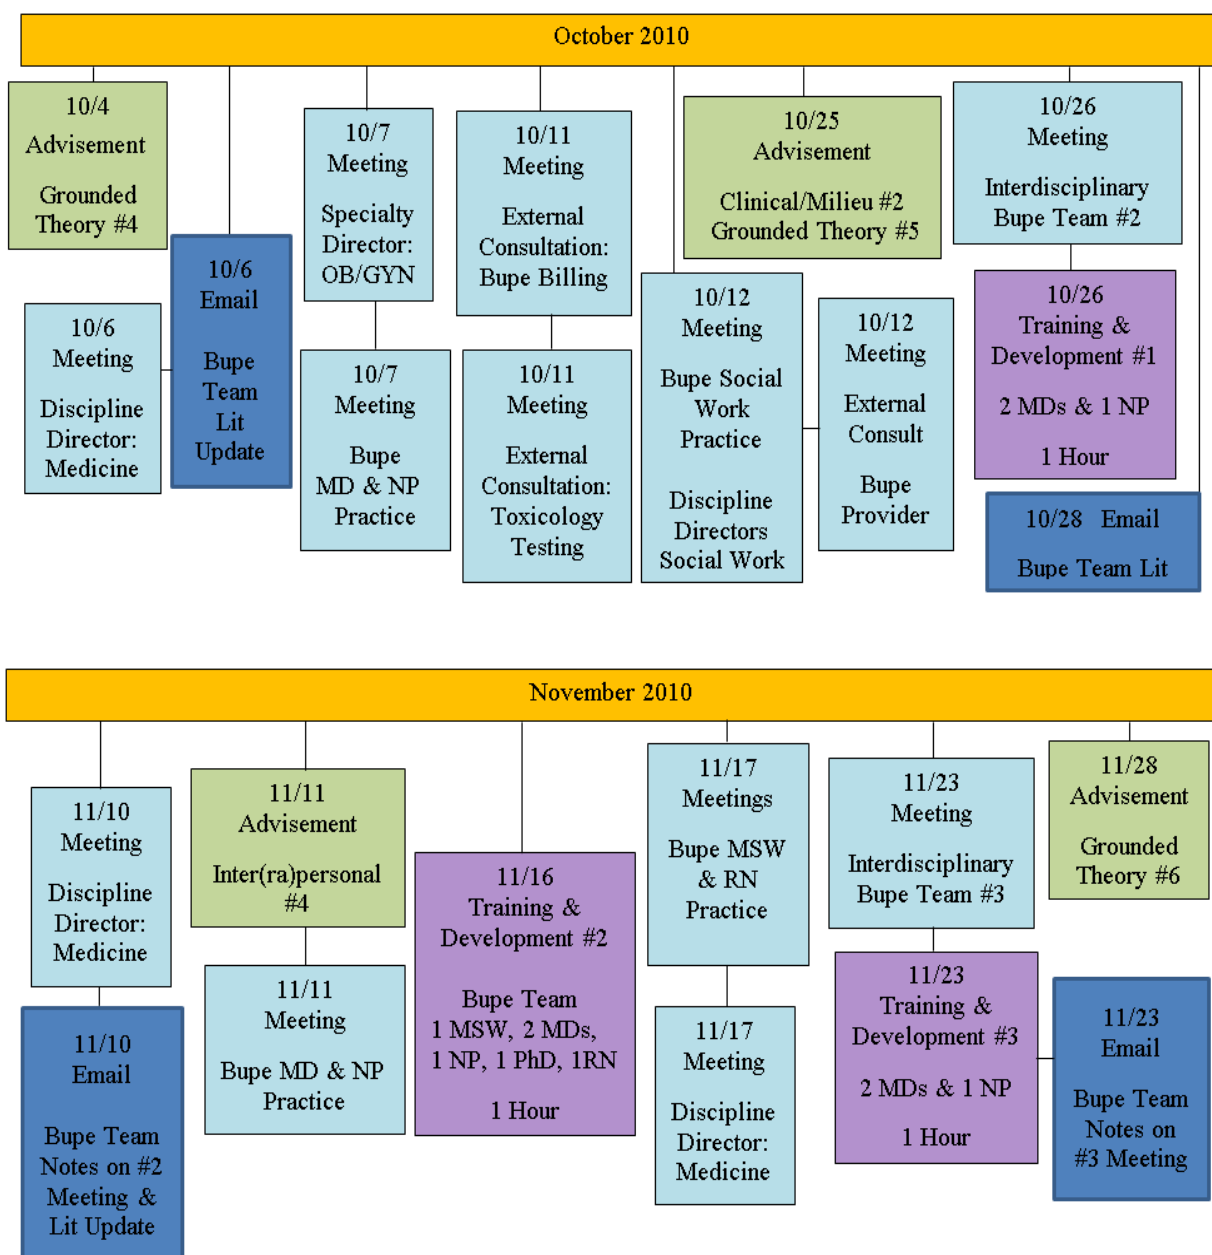 October 2010
10/4
Advisement
Grounded
Theory #4
10/6
Meeting
Discipline
Director:
Medicine
10/6
Email
Bupe
Team
Lit
Update
10/7
Meeting
Specialty
Director:
OB/GYN
10/7
Meeting
Bupe
MD & NP
Practice
10/11
Meeting
External
Consultation:
Bupe Billing
10/11
Meeting
External
Consultation:
Toxicology
Testing
10/12
Meeting
Bupe Social
Work
Practice
Discipline
Directors
Social Work
10/12
Meeting
External
Consult
Bupe
Provider
10/25
Advisement
Clinical/Milieu #2
Grounded Theory #5
10/26
Meeting
Interdisciplinary
Bupe Team #2
10/26
Training &
Development #1
2 MDs & 1 NP
1 Hour
10/28 Email
Bupe Team Lit
November 2010
11/10
Meeting
Discipline
Director:
Medicine
11/10
Email
Bupe Team
Notes on #2
Meeting &
Lit Update
11/11
Advisement
Inter(ra)personal
#4
11/11
Meeting
Bupe MD & NP
Practice
11/16
Training &
Development #2
Bupe Team
1 MSW, 2 MDs,
1 NP, 1 PhD, 1RN
1 Hour
11/17
Meetings
Bupe MSW
& RN
Practice
11/17
Meeting
Discipline
Director:
Medicine
11/23
Meeting
Interdisciplinary
Bupe Team #3
11/23
Training &
Development #3
2 MDs & 1 NP
1 Hour
11/23
Email
Bupe Team
Notes on
#3 Meeting
11/28
Advisement
Grounded
Theory #6